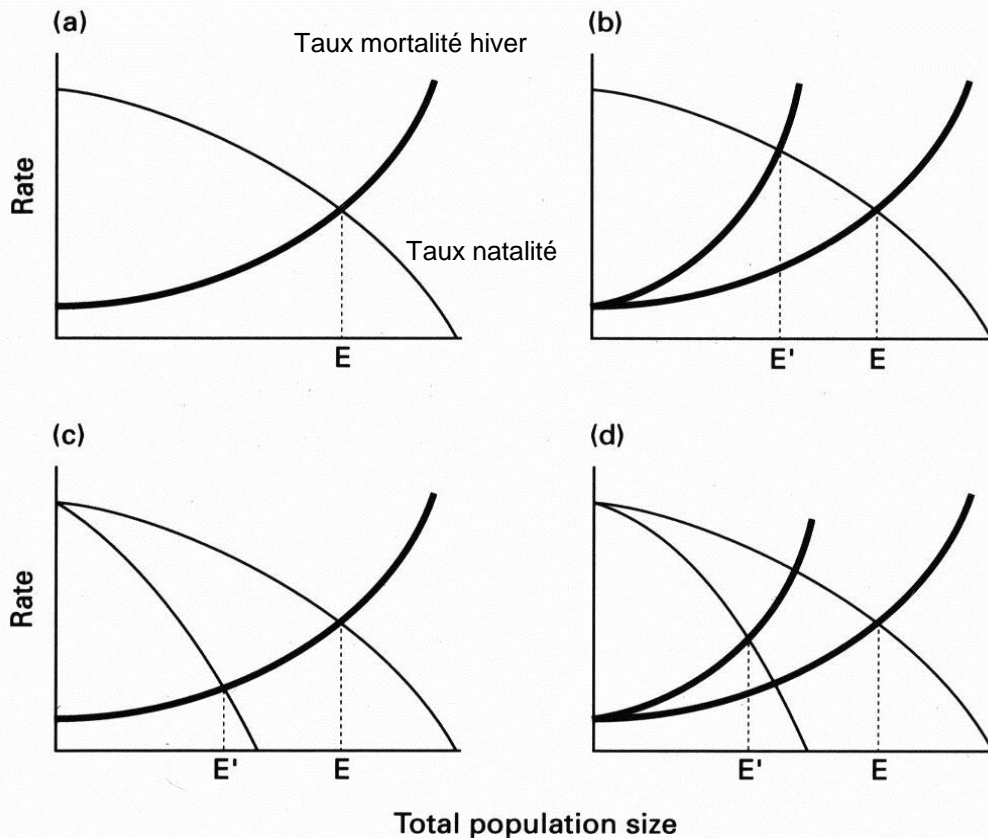 (a)
Taux mortalité hiver
Rate
Taux natalité
E
(b)
E' E
(c)
Rate
E' E
(d)
E' E
Total population size